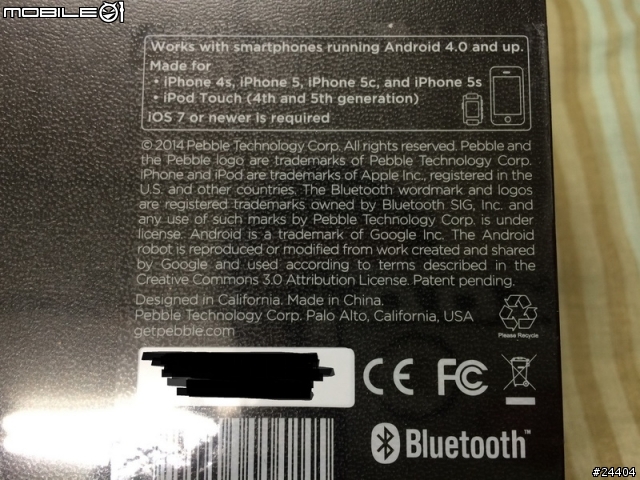 MOBILE01
Works with smartphones running Android 4.0 and up.
Made for
• iPhone 4s, iPhone 5, iPhone 5c, and iPhone 5s
• iPod Touch (4th and 5th generation)
iOS 7 or newer is required
©2014 Pebble Technology Corp. All rights reserved. Pebble and
the Pebble logo are trademarks of Pebble Technology Corp.
iPhone and iPod are trademarks of Apple Inc., registered in the
U.S. and other countries. The Bluetooth wordmark and logos
are registered trademarks owned by Bluetooth SIG, Inc. and
any use of such marks by Pebble Technology Corp. is under
license. Android is a trademark of Google Inc. The Android
robot is reproduced or modified from work created and shared
by Google and used according to terms described in the
Creative Commons 3.0 Attribution License. Patent pending.
Designed in California. Made in China.
Pebble Technology Corp. Palo Alto, California, USA
getpebble.com
Please Recycle
CE FC
Bluetooth™
#24404